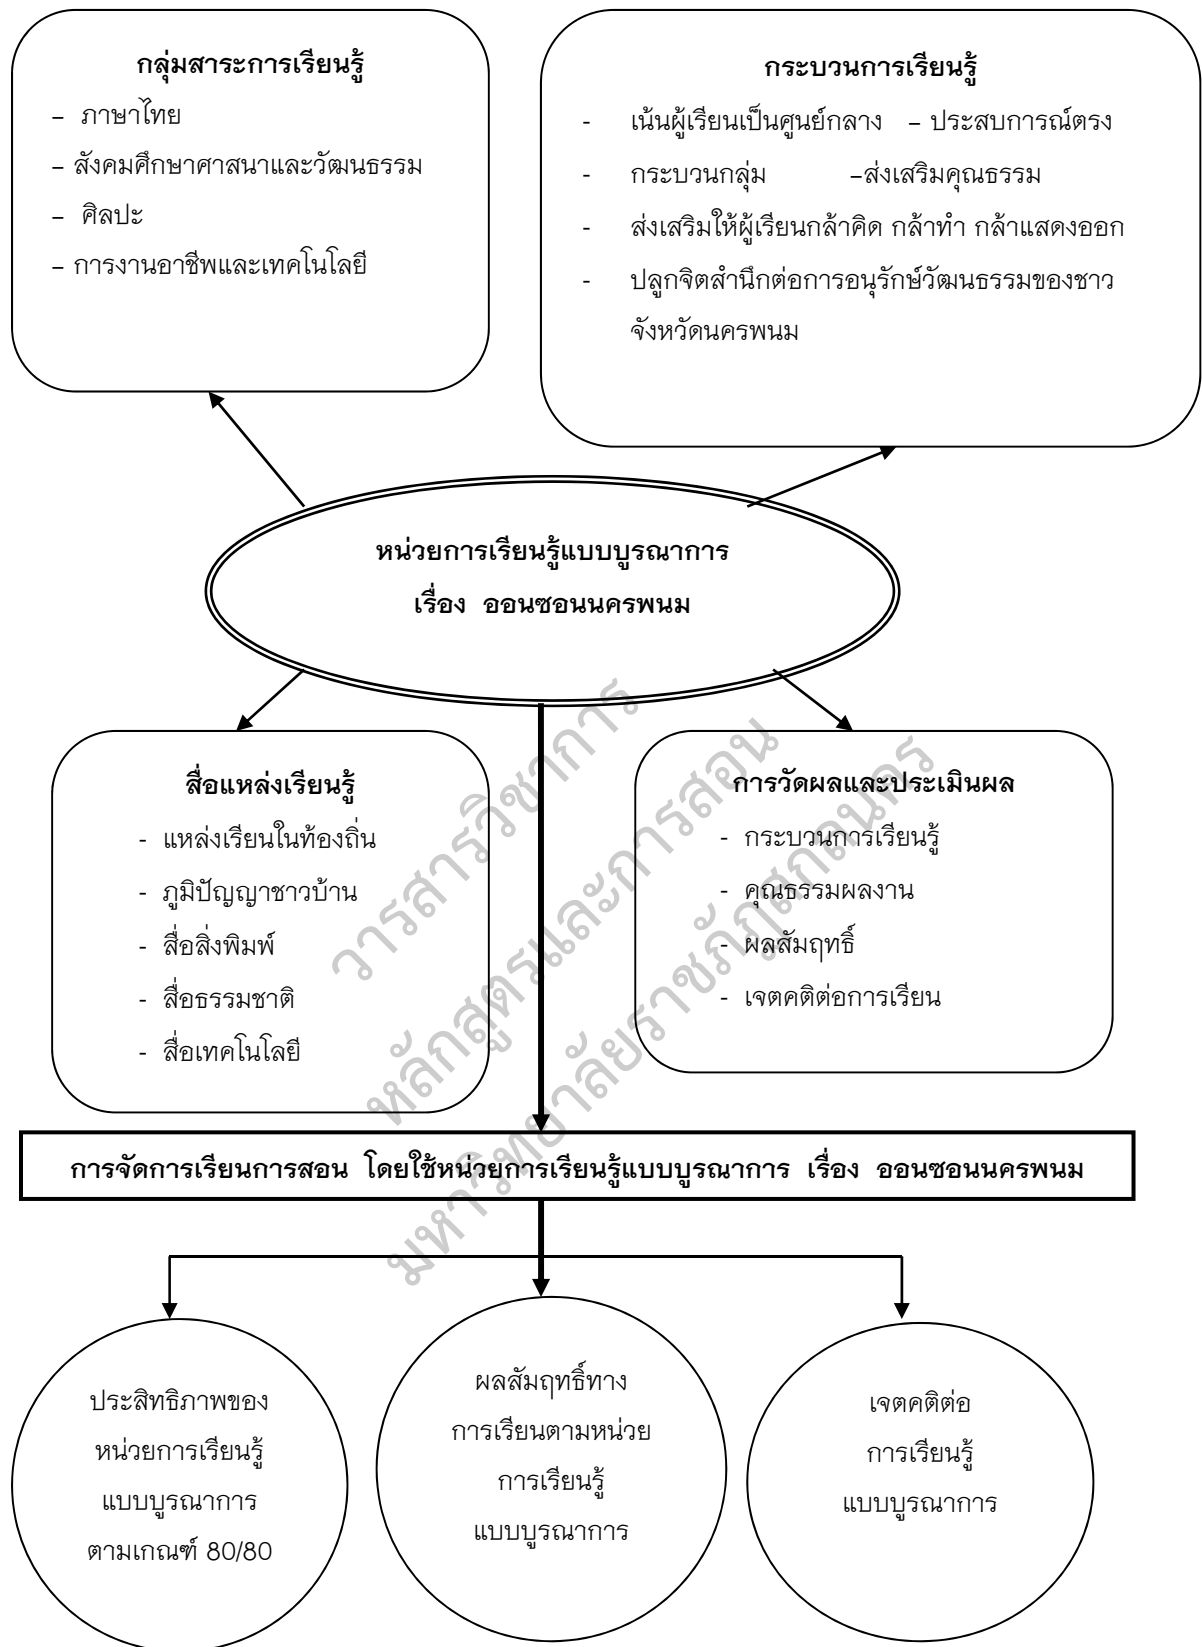 กลุ่มสาระการเรียนรู้
– ภาษาไทย
– สังคมศึกษาศาสนาและวัฒนธรรม
– ศิลปะ
– การงานอาชีพและเทคโนโลยี
กระบวนการเรียนรู้
- เน้นผู้เรียนเป็นศูนย์กลาง – ประสบการณ์ตรง
- กระบวนกลุ่ม –ส่งเสริมคุณธรรม
- ส่งเสริมให้ผู้เรียนกล้าคิด กล้าทำ กล้าแสดงออก
- ปลูกจิตสำนึกต่อการอนุรักษ์วัฒนธรรมของชาว
จังหวัดนครพนม
หน่วยการเรียนรู้แบบบูรณาการ
เรื่อง ออนซอนนครพนม
สื่อแหล่งเรียนรู้
- แหล่งเรียนในท้องถิ่น
- ภูมิปัญญาชาวบ้าน
- สื่อสิ่งพิมพ์
- สื่อธรรมชาติ
- สื่อเทคโนโลยี
การวัดผลและประเมินผล
- กระบวนการเรียนรู้
- คุณธรรมผลงาน
- ผลสัมฤทธิ์
- เจตคติต่อการเรียน
วารสารวิชาการ
หลักสูตรและการสอน
มหาวิทยาลัยราชภัฏสกลนคร
การจัดการเรียนการสอน โดยใช้หน่วยการเรียนรู้แบบบูรณาการ เรื่อง ออนซอนนครพนม
ประสิทธิภาพของ
หน่วยการเรียนรู้
แบบบูรณาการ
ตามเกณฑ์ 80/80
ผลสัมฤทธิ์ทาง
การเรียนตามหน่วย
การเรียนรู้
แบบบูรณาการ
เจตคติต่อ
การเรียนรู้
แบบบูรณาการ